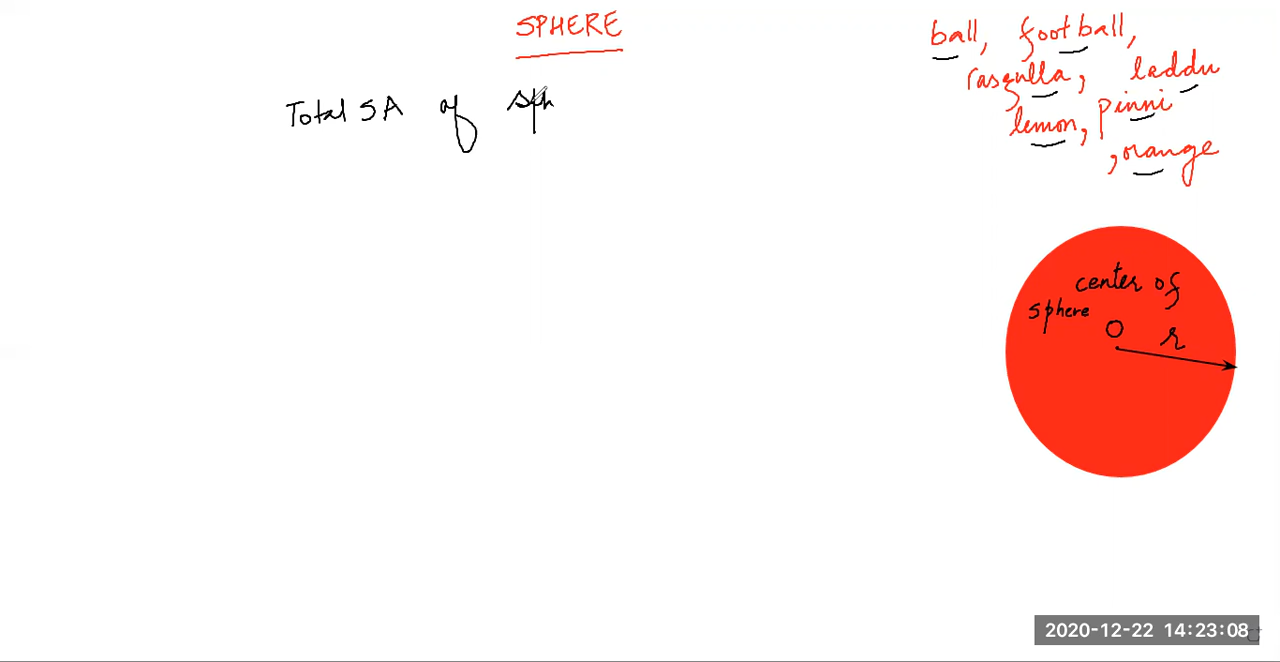 SPHERE
Total SA of sph
ball, football,
rasgulla, laddu
lemon, pinni
, orange
center of
sphere
O r
2020-12-22 14:23:08